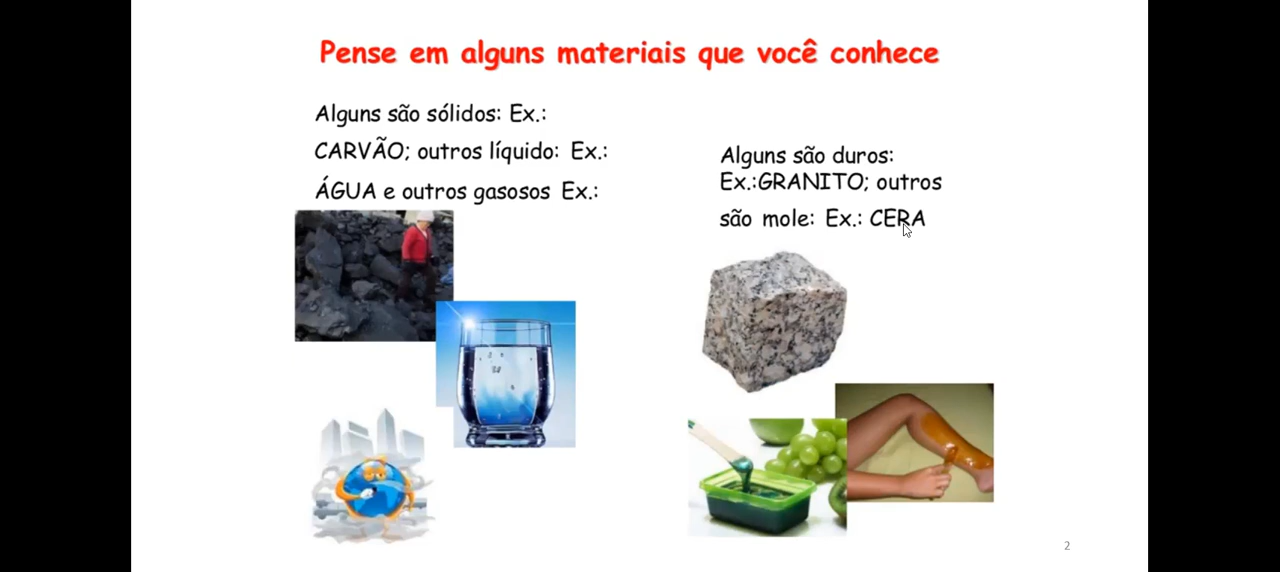 Pense em alguns materiais que você conhece
Alguns são sólidos: Ex.:
CARVÃO; outros líquido: Ex.:
ÁGUA e outros gasosos Ex.:
Alguns são duros:
Ex.:GRANITO; outros
são mole: Ex.: CERA
2